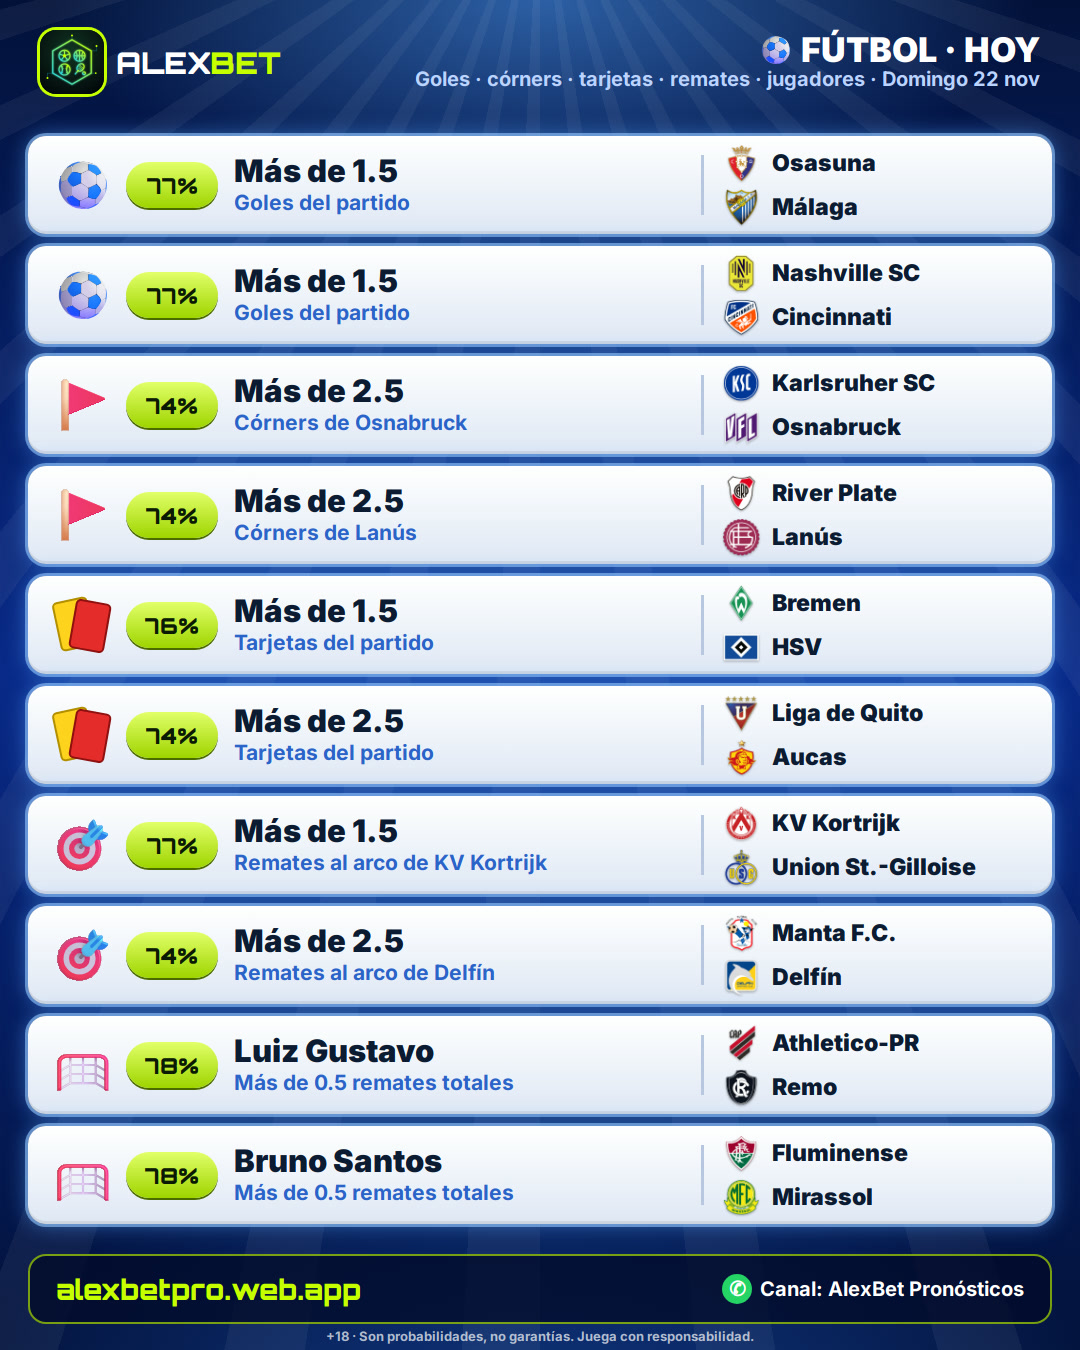 ALEXBET
FÚTBOL · HOY
Goles · córners · tarjetas · remates · jugadores · Domingo 22 nov
77%
Más de 1.5
Goles del partido
Osasuna
Málaga
77%
Más de 1.5
Goles del partido
Nashville SC
Cincinnati
74%
Más de 2.5
Córners de Osnabruck
Karlsruher SC
Osnabruck
74%
Más de 2.5
Córners de Lanús
River Plate
Lanús
76%
Más de 1.5
Tarjetas del partido
Bremen
HSV
74%
Más de 2.5
Tarjetas del partido
Liga de Quito
Aucas
77%
Más de 1.5
Remates al arco de KV Kortrijk
KV Kortrijk
Union St.-Gilloise
74%
Más de 2.5
Remates al arco de Delfín
Manta F.C.
Delfín
78%
Luiz Gustavo
Más de 0.5 remates totales
Athletico-PR
Remo
78%
Bruno Santos
Más de 0.5 remates totales
Fluminense
Mirassol
alexbetpro.web.app
Canal: AlexBet Pronósticos
+18 · Son probabilidades, no garantías. Juega con responsabilidad.